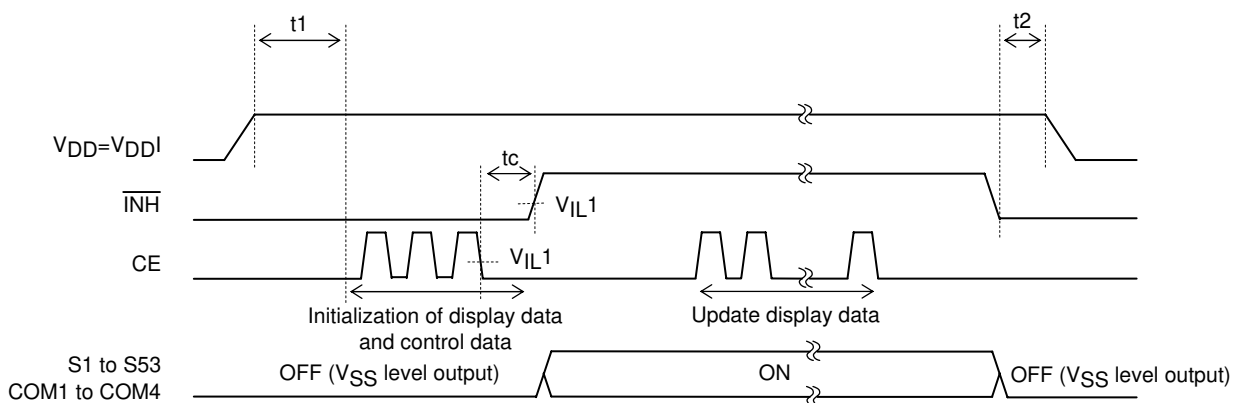 t1
t2
VDD=VDDI
tc
INH
VIL1
CE
VIL1
Initialization of display data
and control data
Update display data
S1 to S53
COM1 to COM4
OFF (VSS level output)
ON
OFF (VSS level output)